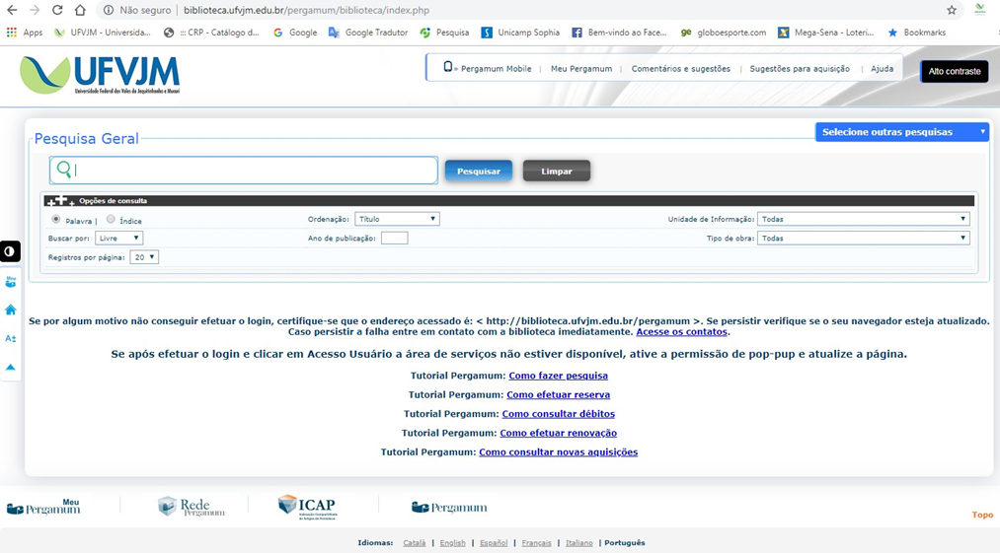 Não seguro | biblioteca.ufvjm.edu.br/pergamum/biblioteca/index.php
Apps UFVJM - Universida... ::: CRP - Catálogo d... Google Google Tradutor Pesquisa Unicamp Sophia Bem-vindo ao Face... globoesporte.com Mega-Sena - Loteri... Bookmarks
UFVJM
Universidade Federal dos Vales do Jequitinhonha e Mucuri
» Pergamum Mobile | Meu Pergamum | Comentários e sugestões | Sugestões para aquisição | Ajuda
Alto contraste
Pesquisa Geral
Selecione outras pesquisas
Pesquisar
Limpar
Opções de consulta
Palavra | Índice
Ordenação: Título
Unidade de Informação: Todas
Buscar por: Livre
Ano de publicação:
Tipo de obra: Todas
Registros por página: 20
Meu
A±
Se por algum motivo não conseguir efetuar o login, certifique-se que o endereço acessado é: < http://biblioteca.ufvjm.edu.br/pergamum >. Se persistir verifique se o seu navegador esteja atualizado.
Caso persistir a falha entre em contato com a biblioteca imediatamente. Acesse os contatos.
Se após efetuar o login e clicar em Acesso Usuário a área de serviços não estiver disponível, ative a permissão de pop-pup e atualize a página.
Tutorial Pergamum: Como fazer pesquisa
Tutorial Pergamum: Como efetuar reserva
Tutorial Pergamum: Como consultar débitos
Tutorial Pergamum: Como efetuar renovação
Tutorial Pergamum: Como consultar novas aquisições
Meu Pergamum
Rede Pergamum
ICAP
Pergamum
Topo
Idiomas: Català | English | Español | Français | Italiano | Português